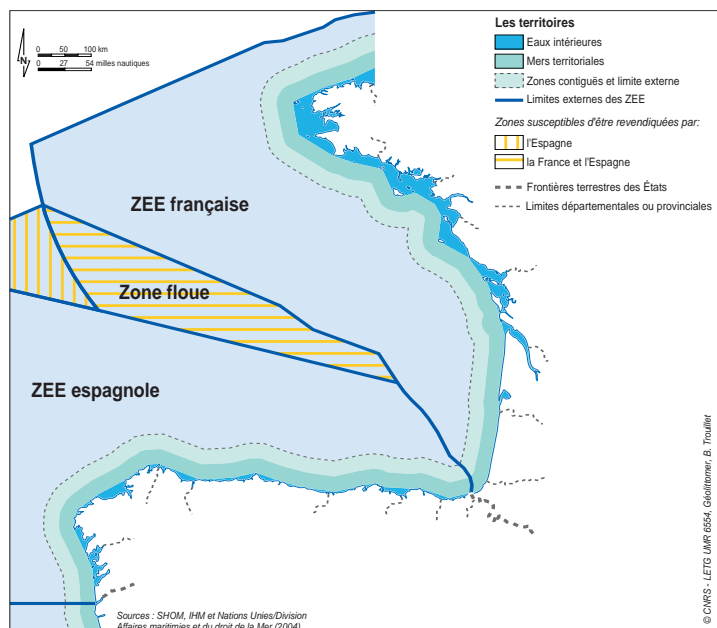 N
0 50 100 km
0 27 54 milles nautiques
ZEE française
Zone floue
ZEE espagnole
Les territoires
Eaux intérieures
Mers territoriales
Zones contiguës et limite externe
Limites externes des ZEE
Zones susceptibles d'être revendiquées par:
l'Espagne
la France et l'Espagne
Frontières terrestres des États
Limites départementales ou provinciales
Sources : SHOM, IHM et Nations Unies/Division
Affaires maritimies et du droit de la Mer (2004)
© CNRS - LETG UMR 6554, Géolittomer, B. Trouillet